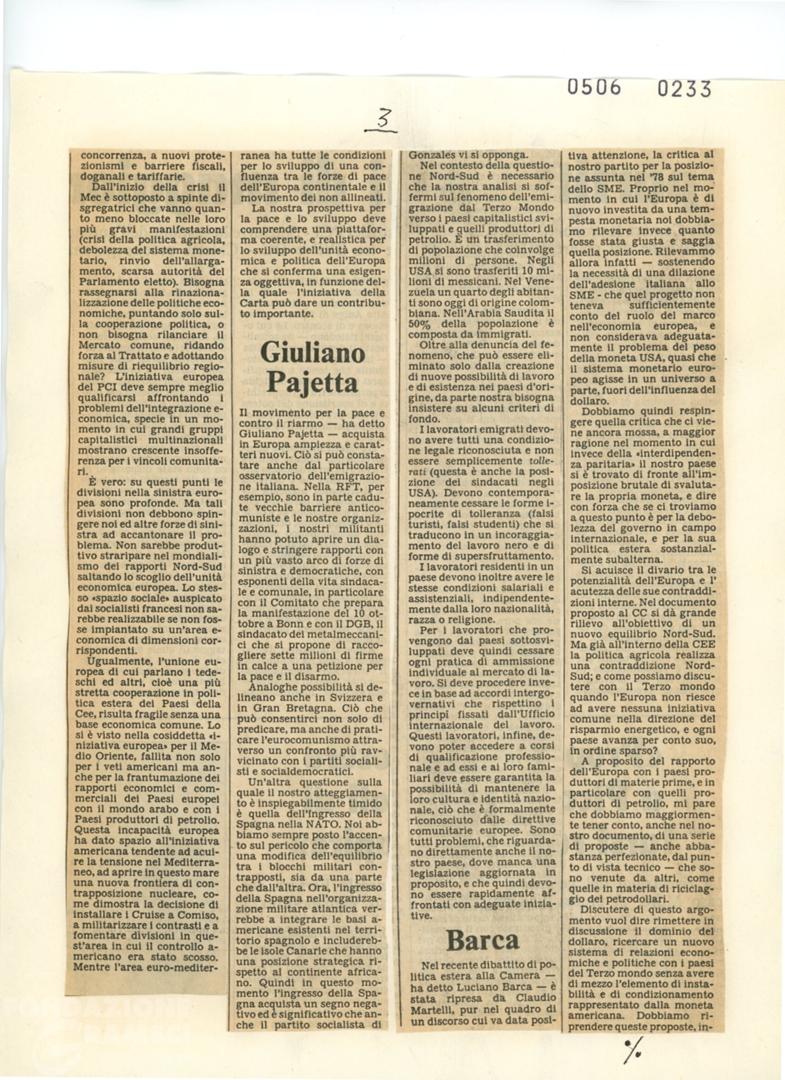 0506 0233
3
concorrenza, a nuovi prote-
zionismi e barriere fiscali,
doganali e tariffarie.
Dall'inizio della crisi il
Mec è sottoposto a spinte di-
sgregatrici che vanno quan-
to meno bloccate nelle loro
più gravi manifestazioni
(crisi della politica agricola,
debolezza del sistema mone-
tario, rinvio dell'allarga-
mento, scarsa autorità del
Parlamento eletto). Bisogna
rassegnarsi alla rinaziona-
lizzazione delle politiche eco-
nomiche, puntando solo sul-
la cooperazione politica, o
non bisogna rilanciare il
Mercato comune, ridando
forza al Trattato e adottando
misure di riequilibrio regio-
nale? L'iniziativa europea
del PCI deve sempre meglio
qualificarsi affrontando i
problemi dell'integrazione e-
conomica, specie in un mo-
mento in cui grandi gruppi
capitalistici multinazionali
mostrano crescente insoffe-
renza per i vincoli comunita-
ri.
È vero: su questi punti le
divisioni nella sinistra euro-
pea sono profonde. Ma tali
divisioni non debbono spin-
gere noi ed altre forze di sini-
stra ad accantonare il pro-
blema. Non sarebbe produt-
tivo straripare nel mondiali-
smo dei rapporti Nord-Sud
saltando lo scoglio dell'unità
economica europea. Lo stes-
so «spazio sociale» auspicato
dai socialisti francesi non sa-
rebbe realizzabile se non fos-
se impiantato su un'area e-
conomica di dimensioni cor-
rispondenti.
Ugualmente, l'unione eu-
ropea di cui parlano i tede-
schi ed altri, cioè una più
stretta cooperazione in poli-
tica estera dei Paesi della
Cee, risulta fragile senza una
base economica comune. Lo
si è visto nella cosiddetta «i-
niziativa europea» per il Me-
dio Oriente, fallita non solo
per i veti americani ma an-
che per la frantumazione dei
rapporti economici e com-
merciali dei Paesi europei
con il mondo arabo e con i
Paesi produttori di petrolio.
Questa incapacità europea
ha dato spazio all'iniziativa
americana tendente ad acui-
re la tensione nel Mediterra-
neo, ad aprire in questo mare
una nuova frontiera di con-
trapposizione nucleare, co-
me dimostra la decisione di
installare i Cruise a Comiso,
a militarizzare i contrasti e a
fomentare divisioni in que-
st'area in cui il controllo a-
mericano era stato scosso.
Mentre l'area euro-mediter-
ranea ha tutte le condizioni
per lo sviluppo di una con-
fluenza tra le forze di pace
dell'Europa continentale e il
movimento dei non allineati.
La nostra prospettiva per
la pace e lo sviluppo deve
comprendere una piattafor-
ma coerente, e realistica per
lo sviluppo dell'unità econo-
mica e politica dell'Europa
che si conferma una esigen-
za oggettiva, in funzione del-
la quale l'iniziativa della
Carta può dare un contribu-
to importante.
Giuliano
Pajetta
Il movimento per la pace e
contro il riarmo — ha detto
Giuliano Pajetta — acquista
in Europa ampiezza e carat-
teri nuovi. Ciò si può consta-
tare anche dal particolare
osservatorio dell'emigrazio-
ne italiana. Nella RFT, per
esempio, sono in parte cadu-
te vecchie barriere antico-
muniste e le nostre organiz-
zazioni, i nostri militanti
hanno potuto aprire un dia-
logo e stringere rapporti con
un più vasto arco di forze di
sinistra e democratiche, con
esponenti della vita sindaca-
le e comunale, in particolare
con il Comitato che prepara
la manifestazione del 10 ot-
tobre a Bonn e con il DGB, il
sindacato dei metalmeccani-
ci che si propone di racco-
gliere sette milioni di firme
in calce a una petizione per
la pace e il disarmo.
Analoghe possibilità si de-
lineano anche in Svizzera e
in Gran Bretagna. Ciò che
può consentirci non solo di
predicare, ma anche di prati-
care l'eurocomunismo attra-
verso un confronto più rav-
vicinato con i partiti sociali-
sti e socialdemocratici.
Un'altra questione sulla
quale il nostro atteggiamen-
to è inspiegabilmente timido
è quella dell'ingresso della
Spagna nella NATO. Noi ab-
biamo sempre posto l'accen-
to sul pericolo che comporta
una modifica dell'equilibrio
tra i blocchi militari con-
trapposti, sia da una parte
che dall'altra. Ora, l'ingresso
della Spagna nell'organizza-
zione militare atlantica ver-
rebbe a integrare le basi a-
mericane esistenti nel terri-
torio spagnolo e includereb-
be le isole Canarie che hanno
una posizione strategica ri-
spetto al continente africa-
no. Quindi in questo mo-
mento l'ingresso della Spa-
gna acquista un segno nega-
tivo ed è significativo che an-
che il partito socialista di
Gonzales vi si opponga.
Nel contesto della questio-
ne Nord-Sud è necessario
che la nostra analisi si sof-
fermi sul fenomeno dell'emi-
grazione dal Terzo Mondo
verso i paesi capitalistici svi-
luppati e quelli produttori di
petrolio. È un trasferimento
di popolazione che coinvolge
milioni di persone. Negli
USA si sono trasferiti 10 mi-
lioni di messicani. Nel Vene-
zuela un quarto degli abitan-
ti sono oggi di origine colom-
biana. Nell'Arabia Saudita il
50% della popolazione è
composta da immigrati.
Oltre alla denuncia del fe-
nomeno, che può essere eli-
minato solo dalla creazione
di nuove possibilità di lavoro
e di esistenza nei paesi d'ori-
gine, da parte nostra bisogna
insistere su alcuni criteri di
fondo.
I lavoratori emigrati devo-
no avere tutti una condizio-
ne legale riconosciuta e non
essere semplicemente tolle-
rati (questa è anche la posi-
zione dei sindacati negli
USA). Devono contempora-
neamente cessare le forme i-
pocrite di tolleranza (falsi
turisti, falsi studenti) che si
traducono in un incoraggia-
mento del lavoro nero e di
forme di supersfruttamento.
I lavoratori residenti in un
paese devono inoltre avere le
stesse condizioni salariali e
assistenziali, indipendente-
mente dalla loro nazionalità,
razza o religione.
Per i lavoratori che pro-
vengono dai paesi sottosvi-
luppati deve quindi cessare
ogni pratica di ammissione
individuale al mercato di la-
voro. Si deve procedere inve-
ce in base ad accordi intergo-
vernativi che rispettino i
principi fissati dall'Ufficio
internazionale del lavoro.
Questi lavoratori, infine, de-
vono poter accedere a corsi
di qualificazione professio-
nale e ad essi e ai loro fami-
liari deve essere garantita la
possibilità di mantenere la
loro cultura e identità nazio-
nale, ciò che è formalmente
riconosciuto dalle direttive
comunitarie europee. Sono
tutti problemi, che riguarda-
no direttamente anche il no-
stro paese, dove manca una
legislazione aggiornata in
proposito, e che quindi devo-
no essere rapidamente af-
frontati con adeguate inizia-
tive.
Barca
Nel recente dibattito di po-
litica estera alla Camera —
ha detto Luciano Barca — è
stata ripresa da Claudio
Martelli, pur nel quadro di
un discorso cui va data posi-
tiva attenzione, la critica al
nostro partito per la posizio-
ne assunta nel '78 sul tema
dello SME. Proprio nel mo-
mento in cui l'Europa è di
nuovo investita da una tem-
pesta monetaria noi dobbia-
mo rilevare invece quanto
fosse stata giusta e saggia
quella posizione. Rilevammo
allora infatti — sostenendo
la necessità di una dilazione
dell'adesione italiana allo
SME - che quel progetto non
teneva sufficientemente
conto del ruolo del marco
nell'economia europea, e
non considerava adeguata-
mente il problema del peso
della moneta USA, quasi che
il sistema monetario euro-
peo agisse in un universo a
parte, fuori dell'influenza del
dollaro.
Dobbiamo quindi respin-
gere quella critica che ci vie-
ne ancora mossa, a maggior
ragione nel momento in cui
invece della «interdipenden-
za paritaria» il nostro paese
si è trovato di fronte all'im-
posizione brutale di svaluta-
re la propria moneta, e dire
con forza che se ci troviamo
a questo punto è per la debo-
lezza del governo in campo
internazionale, e per la sua
politica estera sostanzial-
mente subalterna.
Si acuisce il divario tra le
potenzialità dell'Europa e l'
acutezza delle sue contraddi-
zioni interne. Nel documento
proposto al CC si dà grande
rilievo all'obiettivo di un
nuovo equilibrio Nord-Sud.
Ma già all'interno della CEE
la politica agricola realizza
una contraddizione Nord-
Sud; e come possiamo discu-
tere con il Terzo mondo
quando l'Europa non riesce
ad avere nessuna iniziativa
comune nella direzione del
risparmio energetico, e ogni
paese avanza per conto suo,
in ordine sparso?
A proposito del rapporto
dell'Europa con i paesi pro-
duttori di materie prime, e in
particolare con quelli pro-
duttori di petrolio, mi pare
che dobbiamo maggiormen-
te tener conto, anche nel no-
stro documento, di una serie
di proposte — anche abba-
stanza perfezionate, dal pun-
to di vista tecnico — che so-
no venute da altri, come
quelle in materia di riciclag-
gio dei petrodollari.
Discutere di questo argo-
mento vuol dire rimettere in
discussione il dominio del
dollaro, ricercare un nuovo
sistema di relazioni econo-
miche e politiche con i paesi
del Terzo mondo senza avere
di mezzo l'elemento di insta-
bilità e di condizionamento
rappresentato dalla moneta
americana. Dobbiamo ri-
prendere queste proposte, in-
%